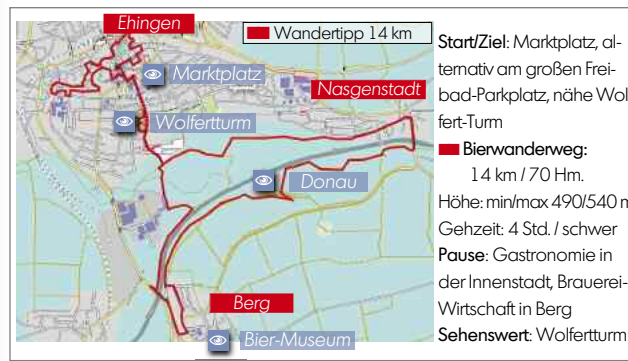 Ehingen
Wandertipp 14 km
Marktplatz
Nasgenstadt
Wolfertturm
Donau
Berg
Bier-Museum
Start/Ziel: Marktplatz, al-
ternativ am großen Frei-
bad-Parkplatz, nähe Wol-
fert-Turm
Bierwanderweg:
14 km / 70 Hm.
Höhe: min/max 490/540 m
Gehzeit: 4 Std. / schwer
Pause: Gastronomie in
der Innenstadt, Brauerei-
Wirtschaft in Berg
Sehenswert: Wolfertturm